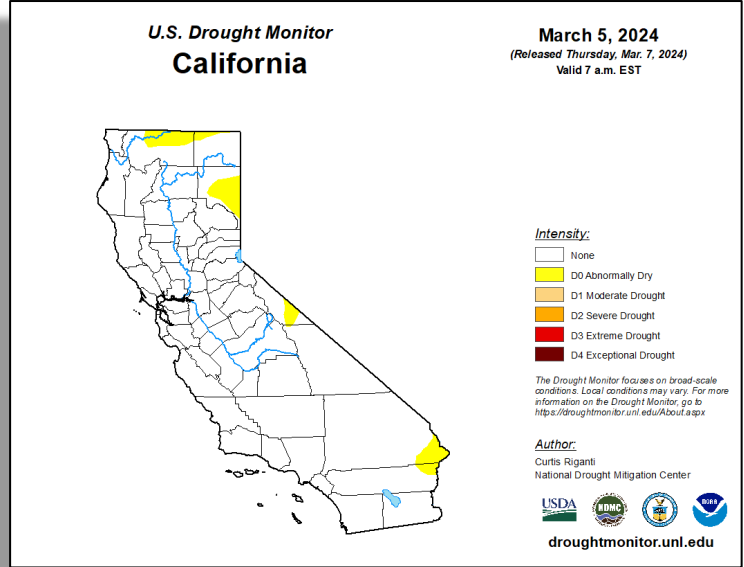 U.S. Drought Monitor
California
March 5, 2024
(Released Thursday, Mar. 7, 2024)
Valid 7 a.m. EST
Intensity:
None
D0 Abnormally Dry
D1 Moderate Drought
D2 Severe Drought
D3 Extreme Drought
D4 Exceptional Drought
The Drought Monitor focuses on broad-scale
conditions. Local conditions may vary. For more
information on the Drought Monitor, go to
https://droughtmonitor.unl.edu/About.aspx
Author:
Curtis Riganti
National Drought Mitigation Center
USDA
NDMC
NOAA
droughtmonitor.unl.edu